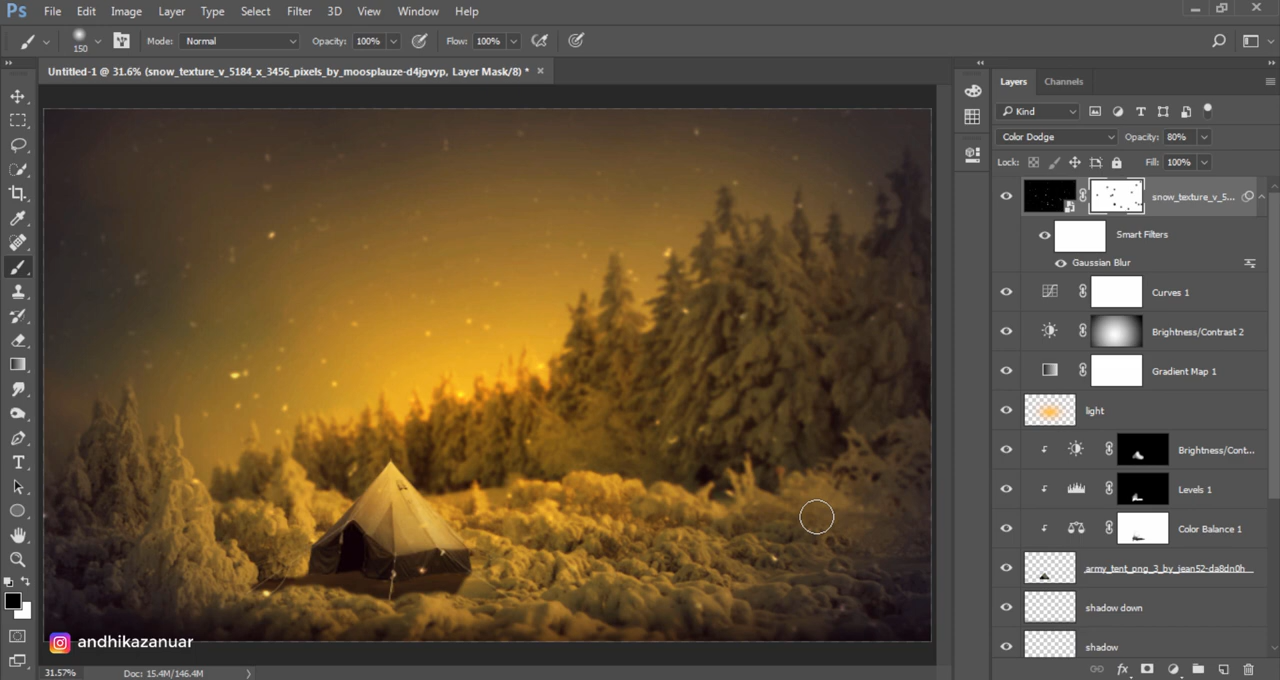 Ps File Edit Image Layer Type Select Filter 3D View Window Help
150 Mode: Normal Opacity: 100% Flow: 100%
Untitled-1 @ 31.6% (snow_texture_v_5184_x_3456_pixels_by_moosplauze-d4jgvyp, Layer Mask/8) * ×
Layers Channels
Kind
Color Dodge Opacity: 80%
Lock: Fill: 100%
snow_texture_v_5...
Smart Filters
Gaussian Blur
Curves 1
Brightness/Contrast 2
Gradient Map 1
light
Brightness/Cont...
Levels 1
Color Balance 1
army_tent_png_3_by_jean52-da8dn0h
shadow down
shadow
andhikazanuar
31.57% Doc: 15.4M/146.4M